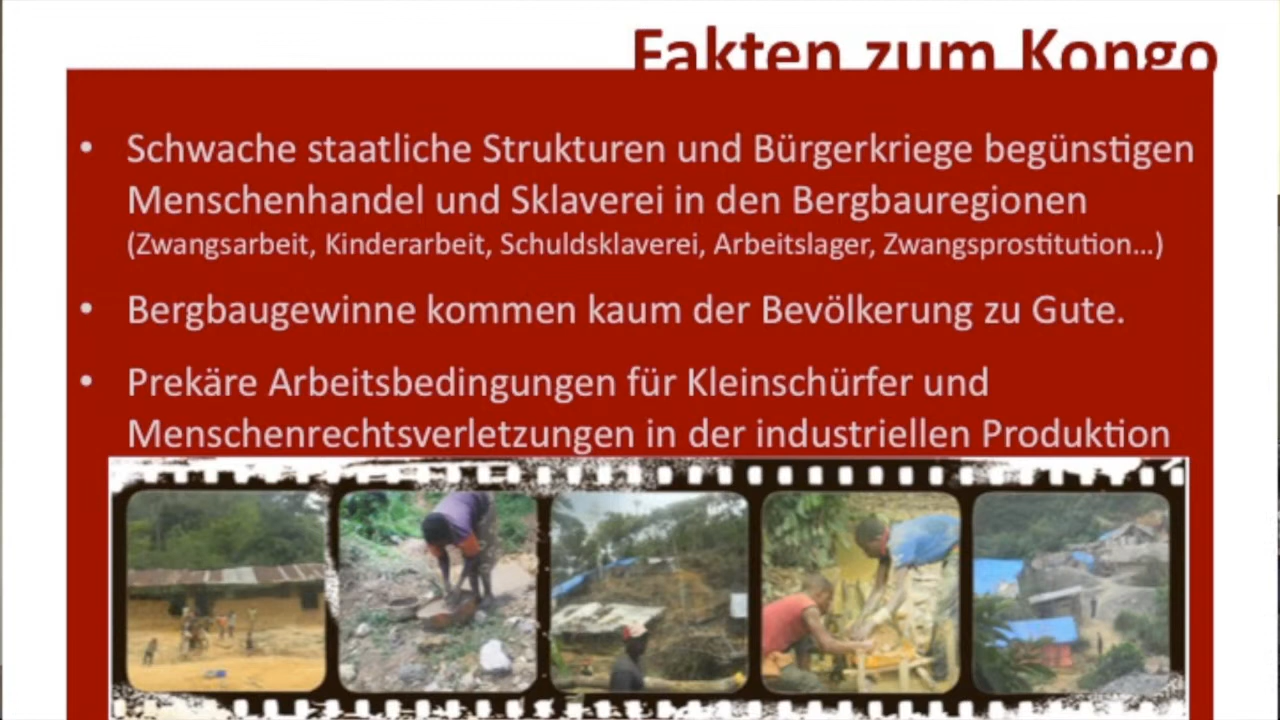 Fakten zum Kongo
• Schwache staatliche Strukturen und Bürgerkriege begünstigen
Menschenhandel und Sklaverei in den Bergbauregionen
(Zwangsarbeit, Kinderarbeit, Schuldsklaverei, Arbeitslager, Zwangsprostitution...)
• Bergbaugewinne kommen kaum der Bevölkerung zu Gute.
• Prekäre Arbeitsbedingungen für Kleinschürfer und
Menschenrechtsverletzungen in der industriellen Produktion